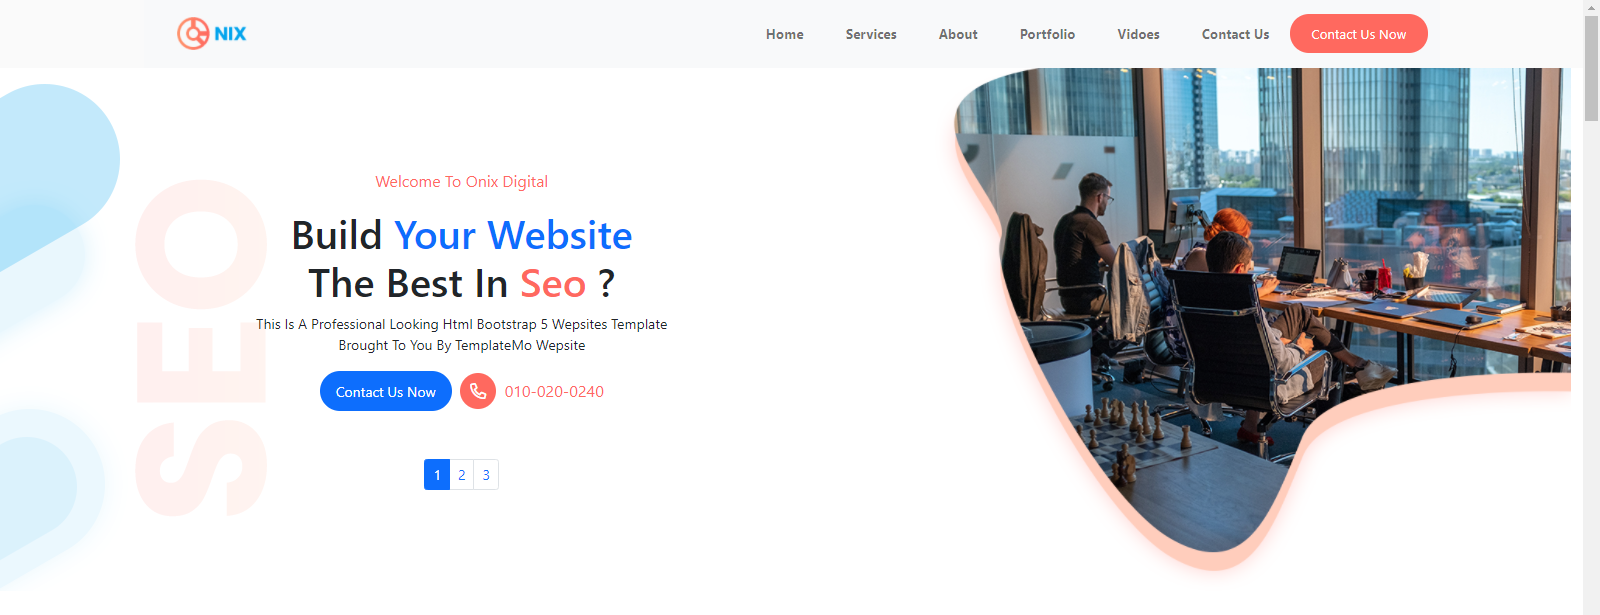 NIX
Home
Services
About
Portfolio
Vidoes
Contact Us
Contact Us Now
SEO
Welcome To Onix Digital
Build Your Website
The Best In Seo ?
This Is A Professional Looking Html Bootstrap 5 Wepsites Template
Brought To You By TemplateMo Wepsite
Contact Us Now
010-020-0240
1
2
3